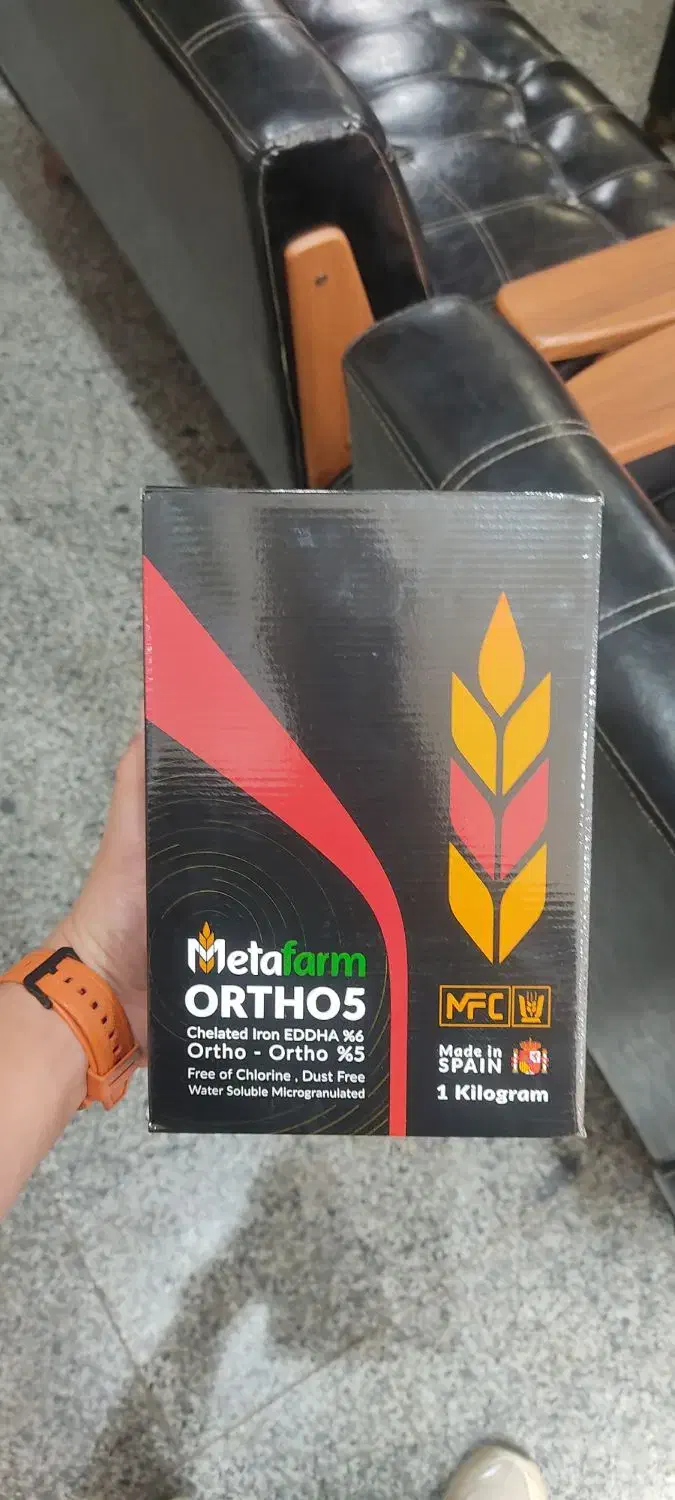 Metafarm
ORTHO5
Chelated Iron EDDHA %6
Ortho - Ortho %5
Free of Chlorine , Dust Free
Water Soluble Microgranulated
MFC
Made in
SPAIN
1 Kilogram